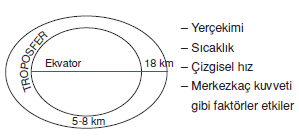 TROPOSFER
Ekvator
18 km
5-8 km
– Yerçekimi
– Sıcaklık
– Çizgisel hız
– Merkezkaç kuvveti
gibi faktörler etkiler